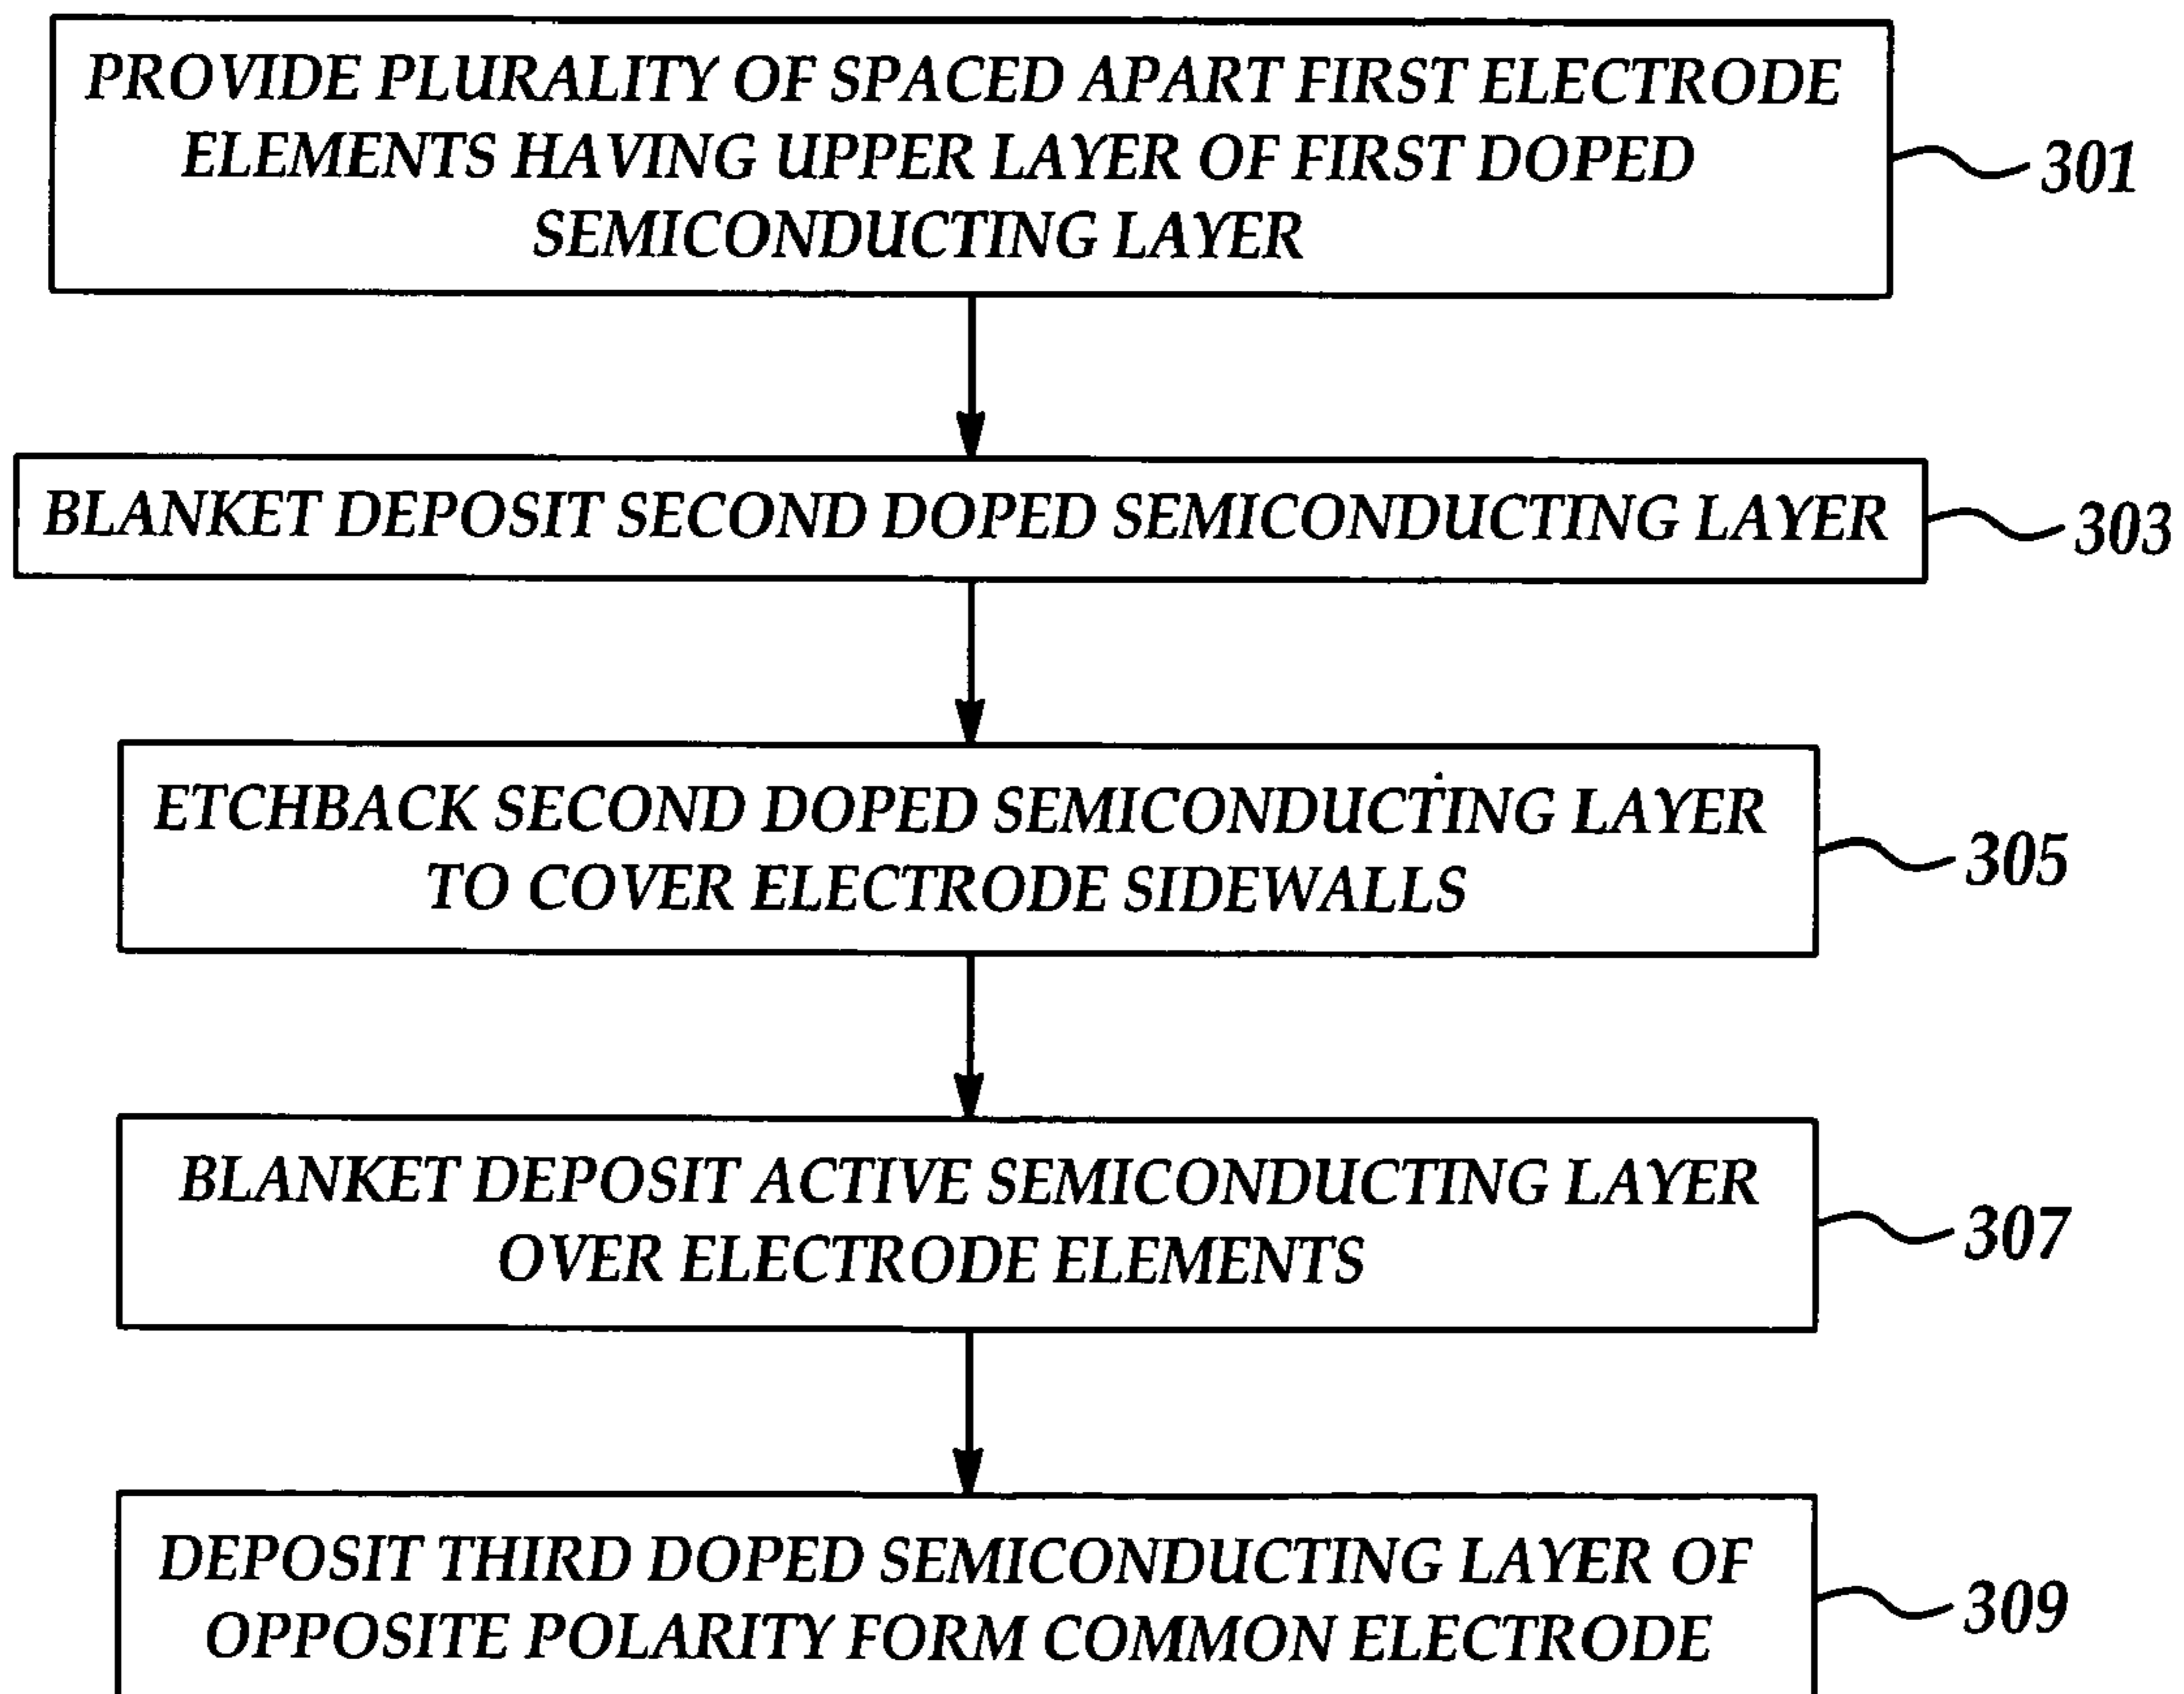 PROVIDE PLURALITY OF SPACED APART FIRST ELECTRODE
ELEMENTS HAVING UPPER LAYER OF FIRST DOPED
SEMICONDUCTING LAYER
301
BLANKET DEPOSIT SECOND DOPED SEMICONDUCTING LAYER
303
ETCHBACK SECOND DOPED SEMICONDUCTING LAYER
TO COVER ELECTRODE SIDEWALLS
305
BLANKET DEPOSIT ACTIVE SEMICONDUCTING LAYER
OVER ELECTRODE ELEMENTS
307
DEPOSIT THIRD DOPED SEMICONDUCTING LAYER OF
OPPOSITE POLARITY FORM COMMON ELECTRODE
309